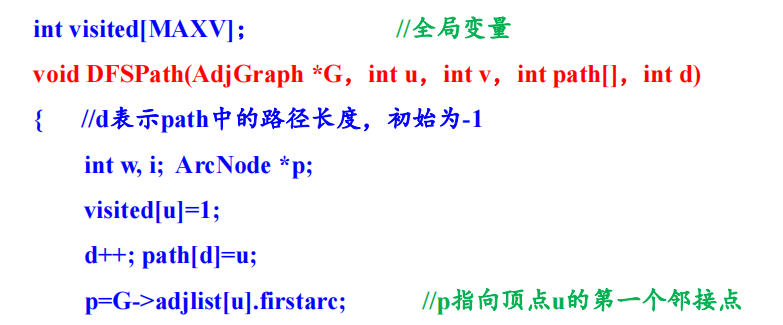 int visited[MAXV]; //全局变量
void DFSPath(AdjGraph *G，int u，int v，int path[]，int d)
{ //d表示path中的路径长度，初始为-1
int w, i; ArcNode *p;
visited[u]=1;
d++; path[d]=u;
p=G->adjlist[u].firstarc; //p指向顶点u的第一个邻接点